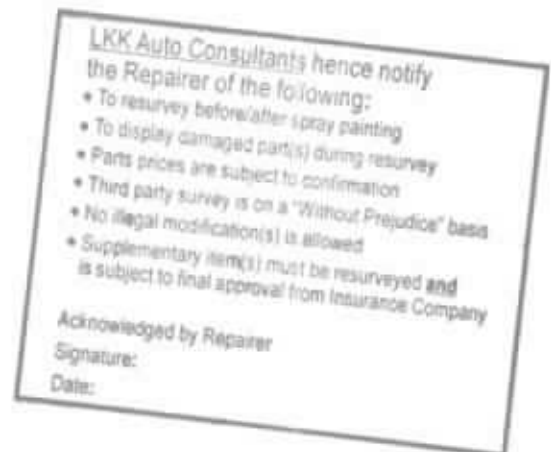 LKK Auto Consultants hence notify
the Repairer of the following:
• To resurvey before/after spray painting
• To display damaged part(s) during resurvey
• Parts prices are subject to confirmation
• Third party survey is on a "Without Prejudice" basis
• No illegal modification(s) is allowed
• Supplementary item(s) must be resurveyed and
is subject to final approval from Insurance Company
Acknowledged by Repairer
Signature:
Date: